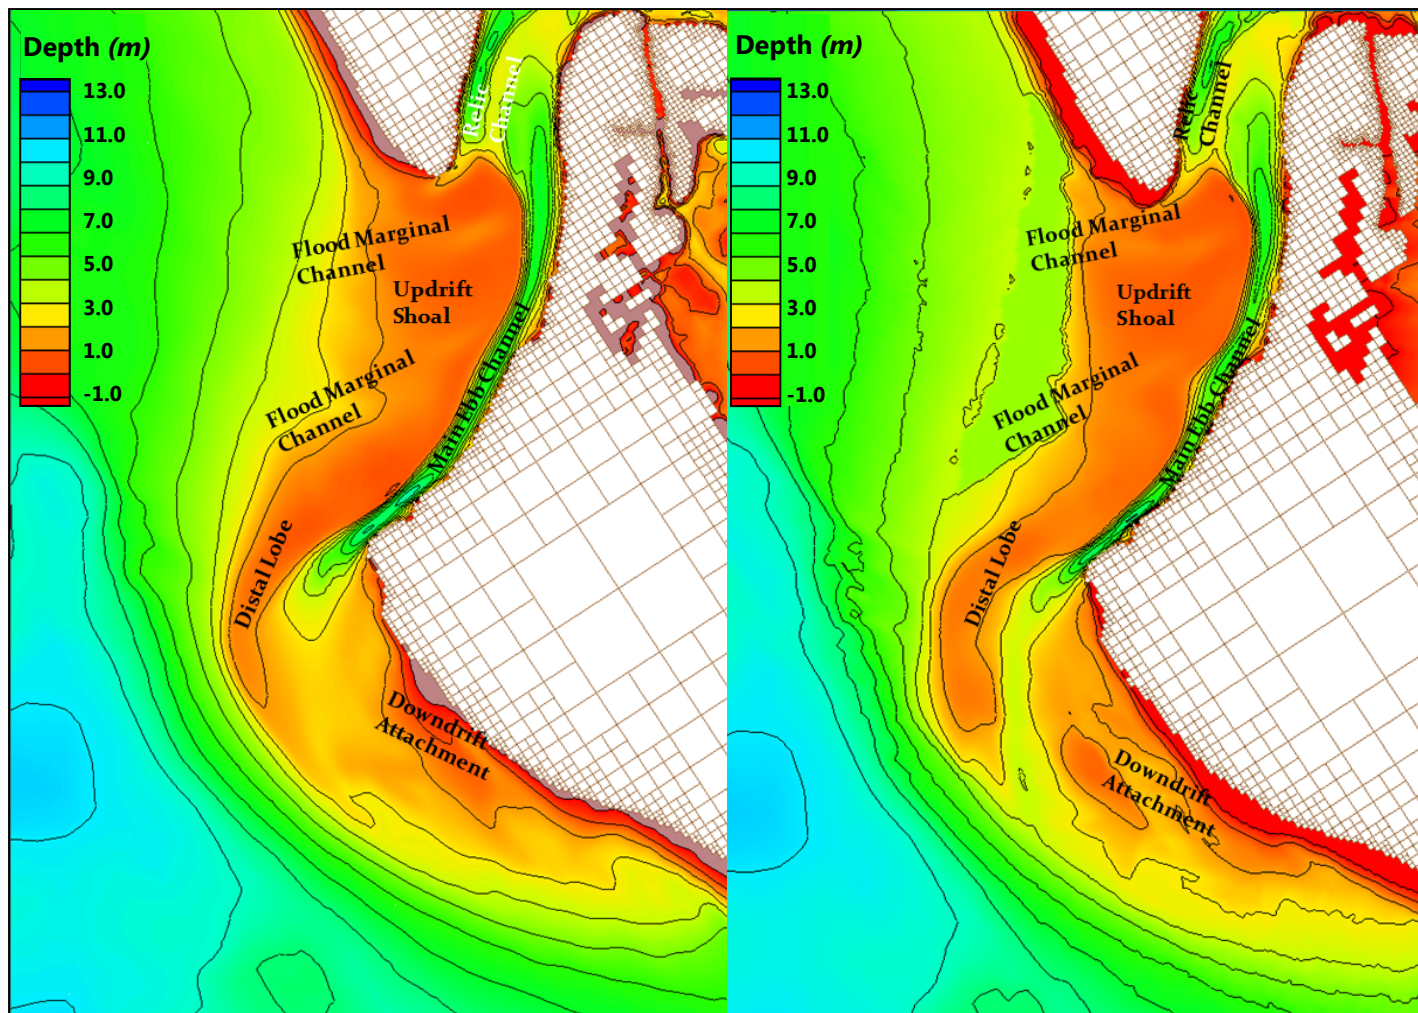 Depth (m)
13.0
11.0
9.0
7.0
5.0
3.0
1.0
-1.0
Relic
Channel
Flood Marginal
Channel
Updrift
Shoal
Flood Marginal
Channel
Main Ebb Channel
Distal Lobe
Downdrift
Attachment
Depth (m)
13.0
11.0
9.0
7.0
5.0
3.0
1.0
-1.0
Relic
Channel
Flood Marginal
Channel
Updrift
Shoal
Flood Marginal
Channel
Main Ebb Channel
Distal Lobe
Downdrift
Attachment